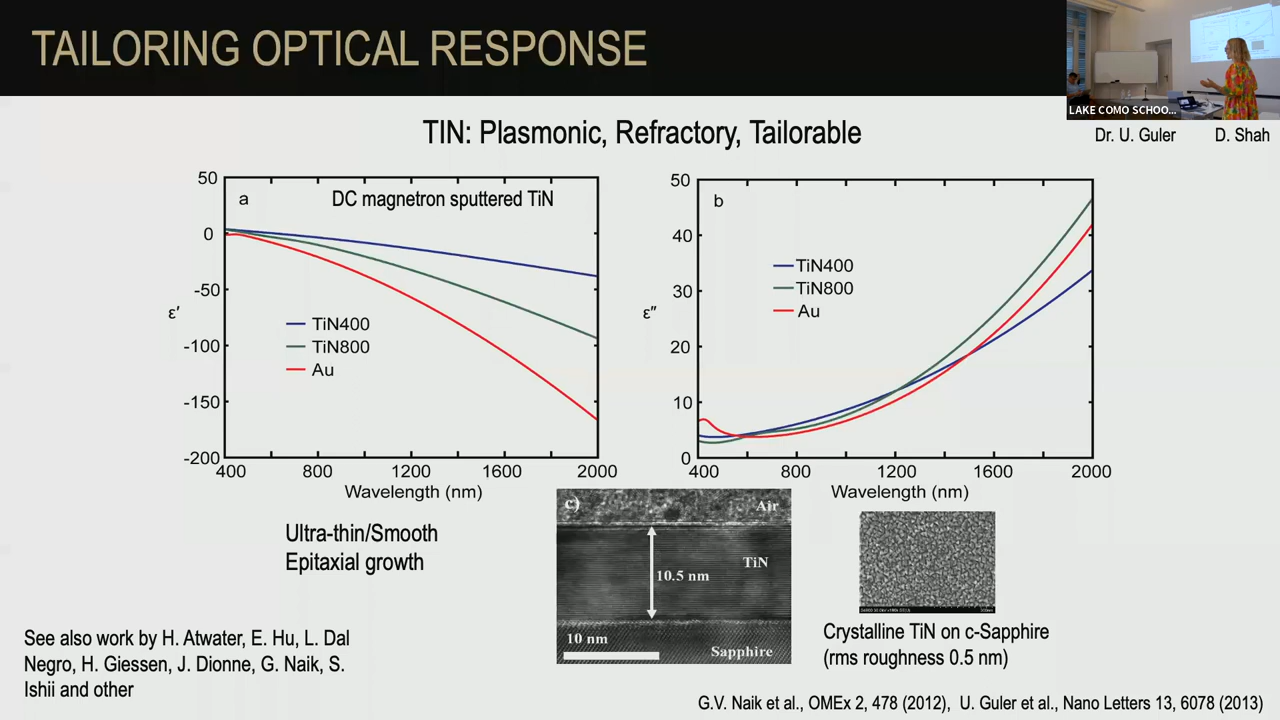 TAILORING OPTICAL RESPONSE
LAKE COMO SCHOO...
TIN: Plasmonic, Refractory, Tailorable
Dr. U. Guler
D. Shah
a
DC magnetron sputtered TiN
50
0
-50
-100
-150
-200
ε′
TiN400
TiN800
Au
400
800
1200
1600
2000
Wavelength (nm)
b
50
40
30
20
10
0
ε″
TiN400
TiN800
Au
400
800
1200
1600
2000
Wavelength (nm)
Ultra-thin/Smooth
Epitaxial growth
c)
Air
TiN
10.5 nm
10 nm
Sapphire
Crystalline TiN on c-Sapphire
(rms roughness 0.5 nm)
See also work by H. Atwater, E. Hu, L. Dal
Negro, H. Giessen, J. Dionne, G. Naik, S.
Ishii and other
G.V. Naik et al., OMEx 2, 478 (2012), U. Guler et al., Nano Letters 13, 6078 (2013)